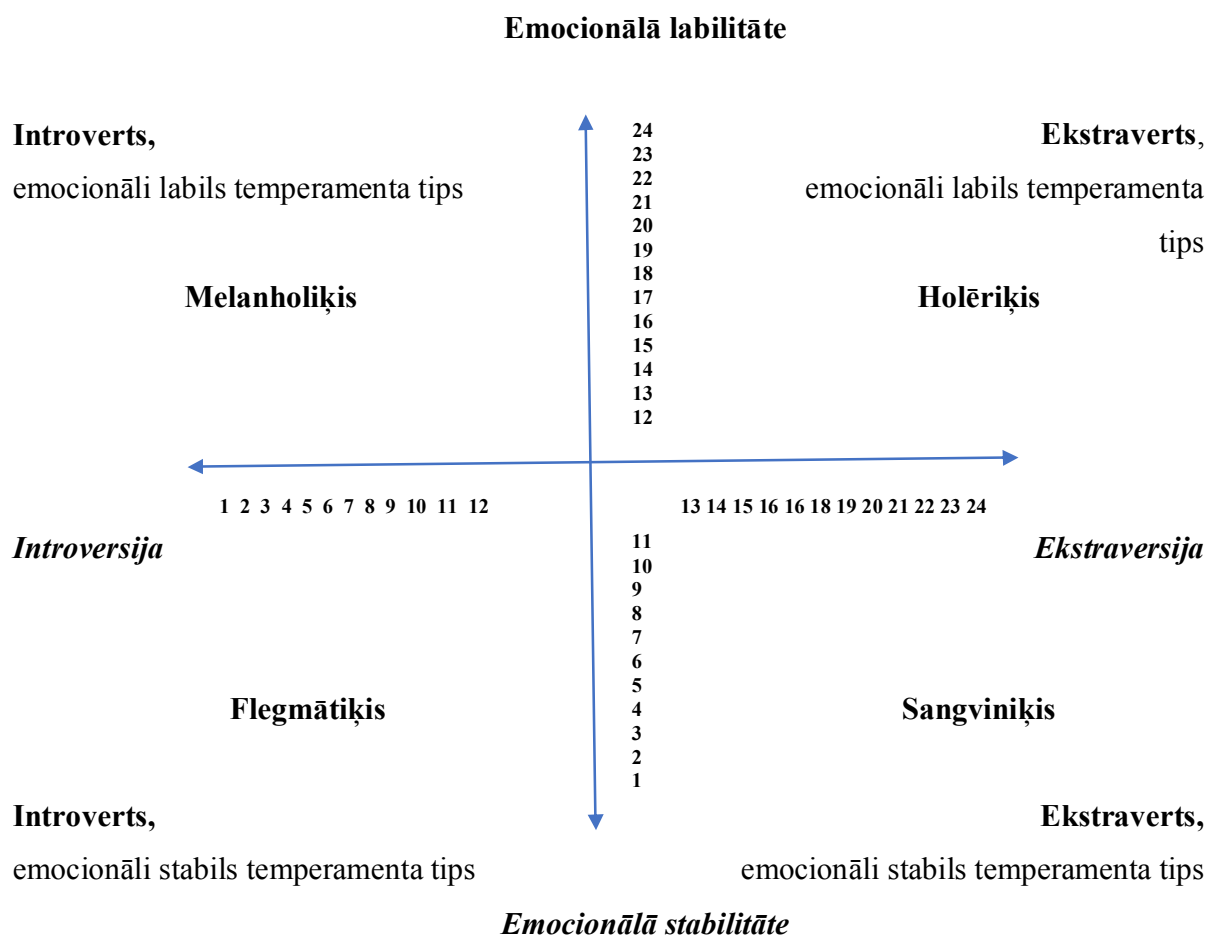 Emocionālā labilitāte
Introverts,
emocionāli labils temperamenta tips
Melanholiķis
24
23
22
21
20
19
18
17
16
15
14
13
12
Ekstraverts,
emocionāli labils temperamenta
tips
Holēriķis
1 2 3 4 5 6 7 8 9 10 11 12
13 14 15 16 16 18 19 20 21 22 23 24
Introversija
Ekstraversija
11
10
9
8
7
6
5
4
3
2
1
Flegmātiķis
Sangviniķis
Introverts,
emocionāli stabils temperamenta tips
Ekstraverts,
emocionāli stabils temperamenta tips
Emocionālā stabilitāte